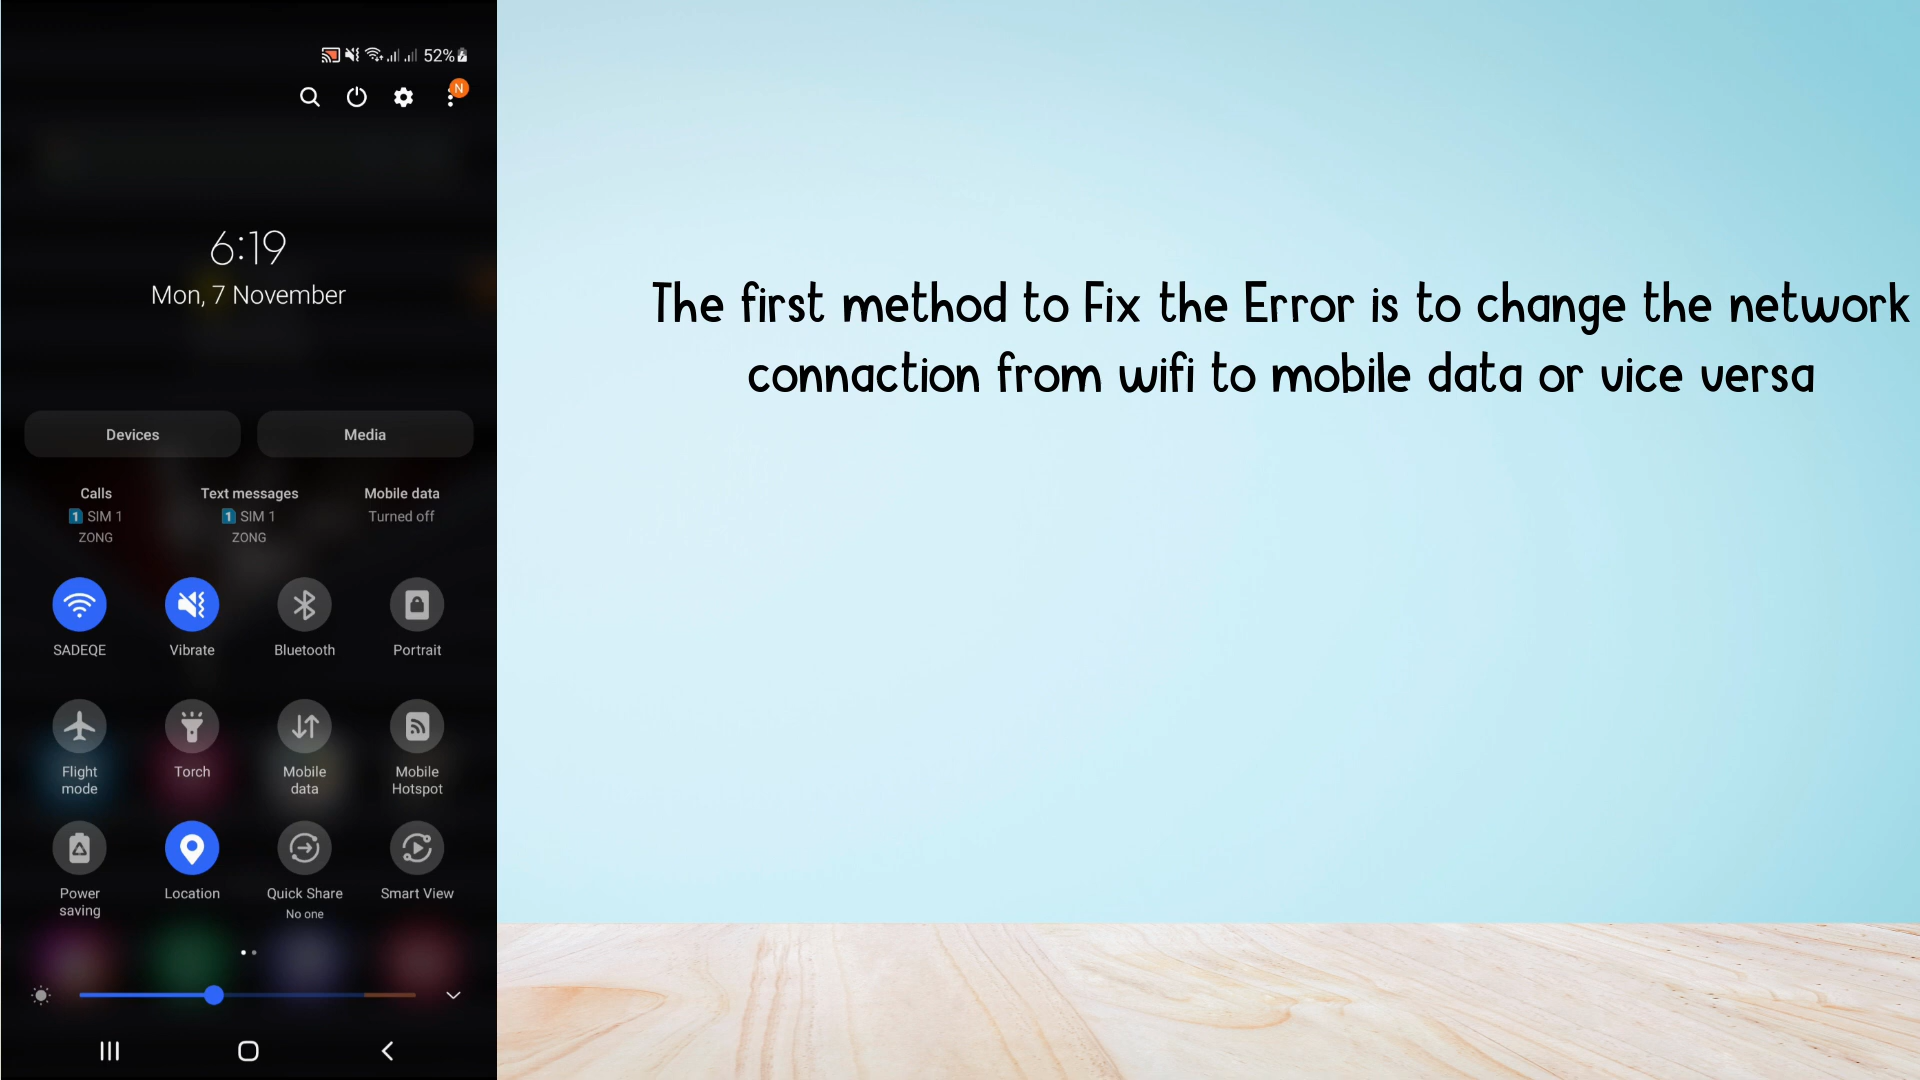 52%
N
6:19
Mon, 7 November
Devices
Media
Calls
1 SIM 1
ZONG
Text messages
1 SIM 1
ZONG
Mobile data
Turned off
SADEQE
Vibrate
Bluetooth
Portrait
Flight
mode
Torch
Mobile
data
Mobile
Hotspot
Power
saving
Location
Quick Share
No one
Smart View
The first method to Fix the Error is to change the network
connaction from wifi to mobile data or vice versa